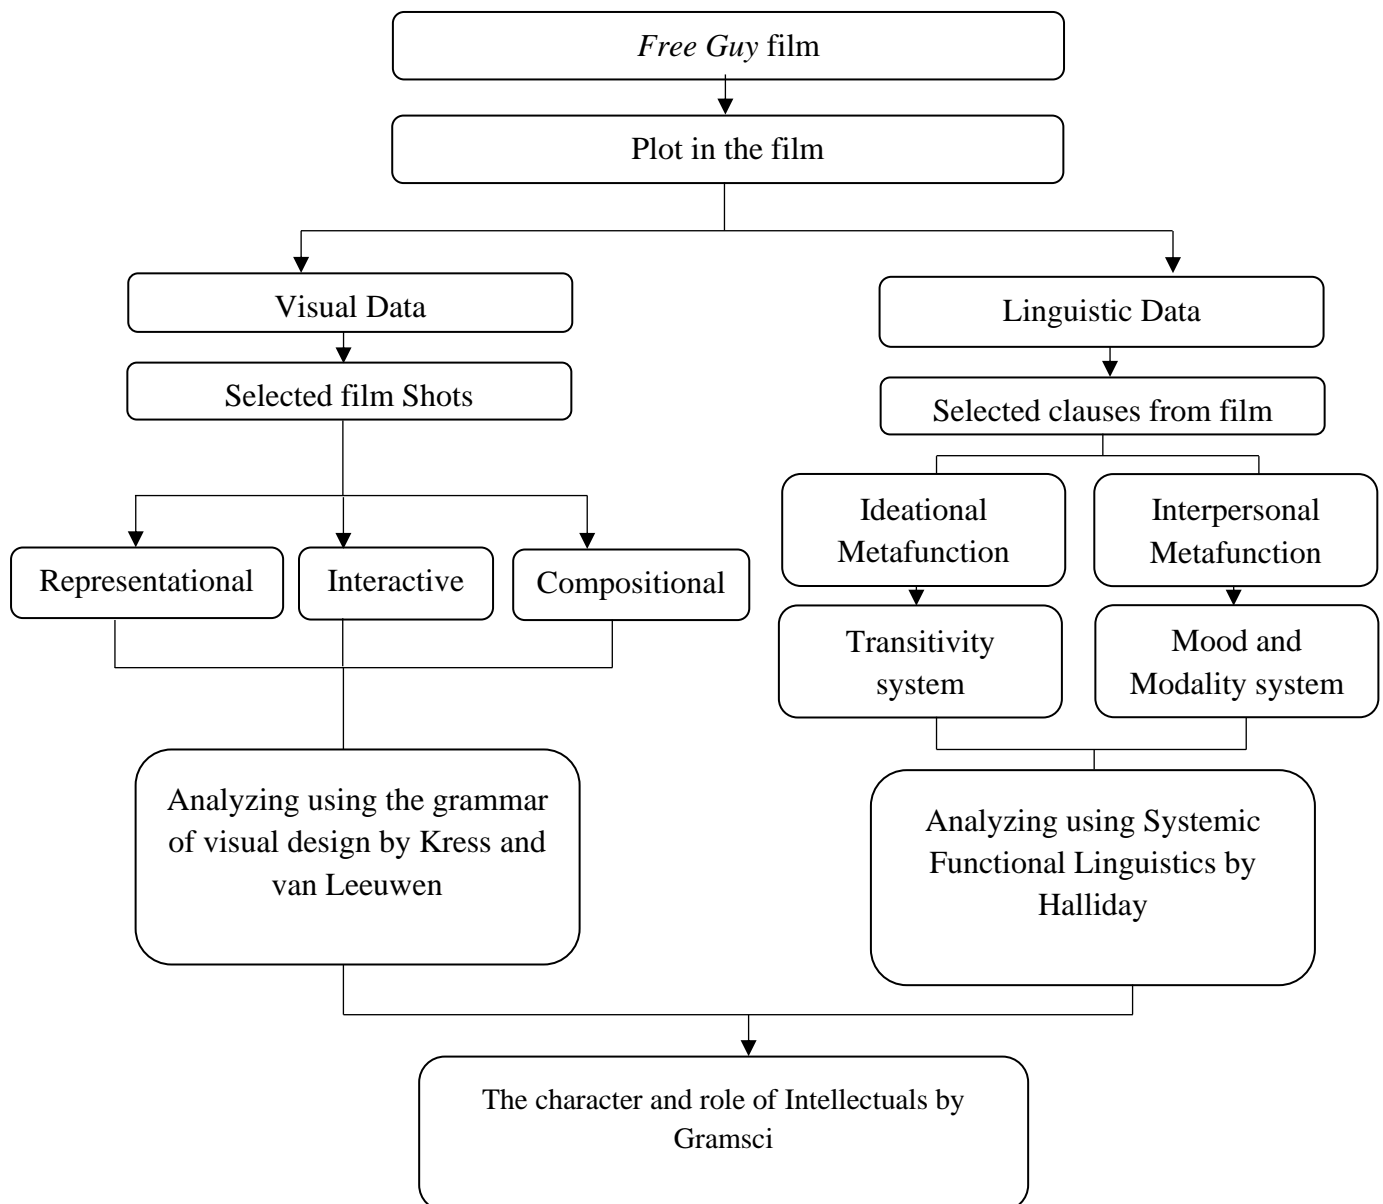 Free Guy film
Plot in the film
Visual Data
Linguistic Data
Selected film Shots
Selected clauses from film
Ideational
Metafunction
Interpersonal
Metafunction
Representational
Interactive
Compositional
Transitivity
system
Mood and
Modality system
Analyzing using the grammar
of visual design by Kress and
van Leeuwen
Analyzing using Systemic
Functional Linguistics by
Halliday
The character and role of Intellectuals by
Gramsci